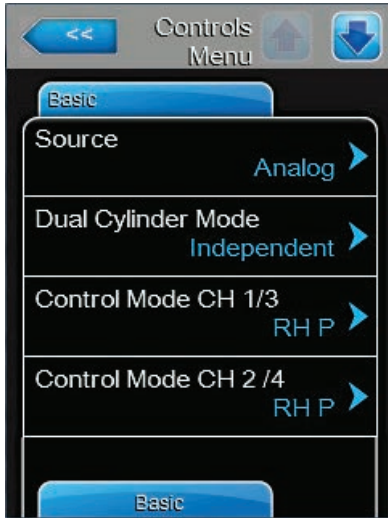 <<
Controls
Menu
Basic
Source
Analog
Dual Cylinder Mode
Independent
Control Mode CH 1/3
RH P
Control Mode CH 2 /4
RH P
Basic